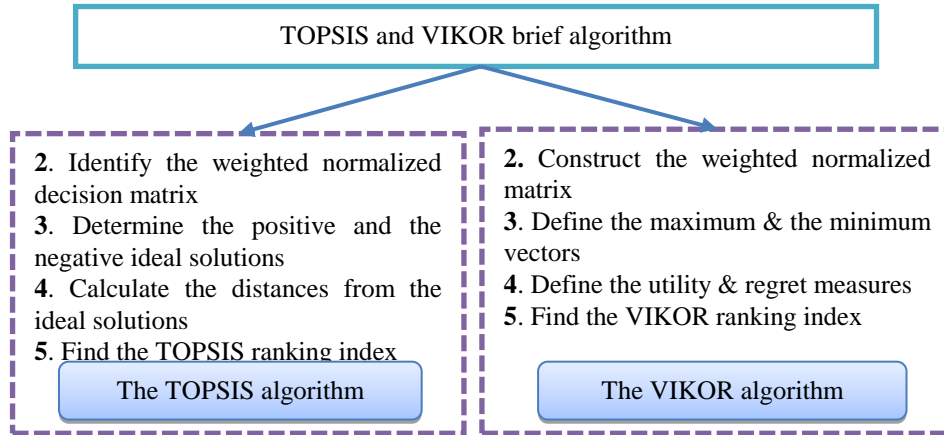 TOPSIS and VIKOR brief algorithm
2. Identify the weighted normalized
decision matrix
3. Determine the positive and the
negative ideal solutions
4. Calculate the distances from the
ideal solutions
5. Find the TOPSIS ranking index
The TOPSIS algorithm
2. Construct the weighted normalized
matrix
3. Define the maximum & the minimum
vectors
4. Define the utility & regret measures
5. Find the VIKOR ranking index
The VIKOR algorithm